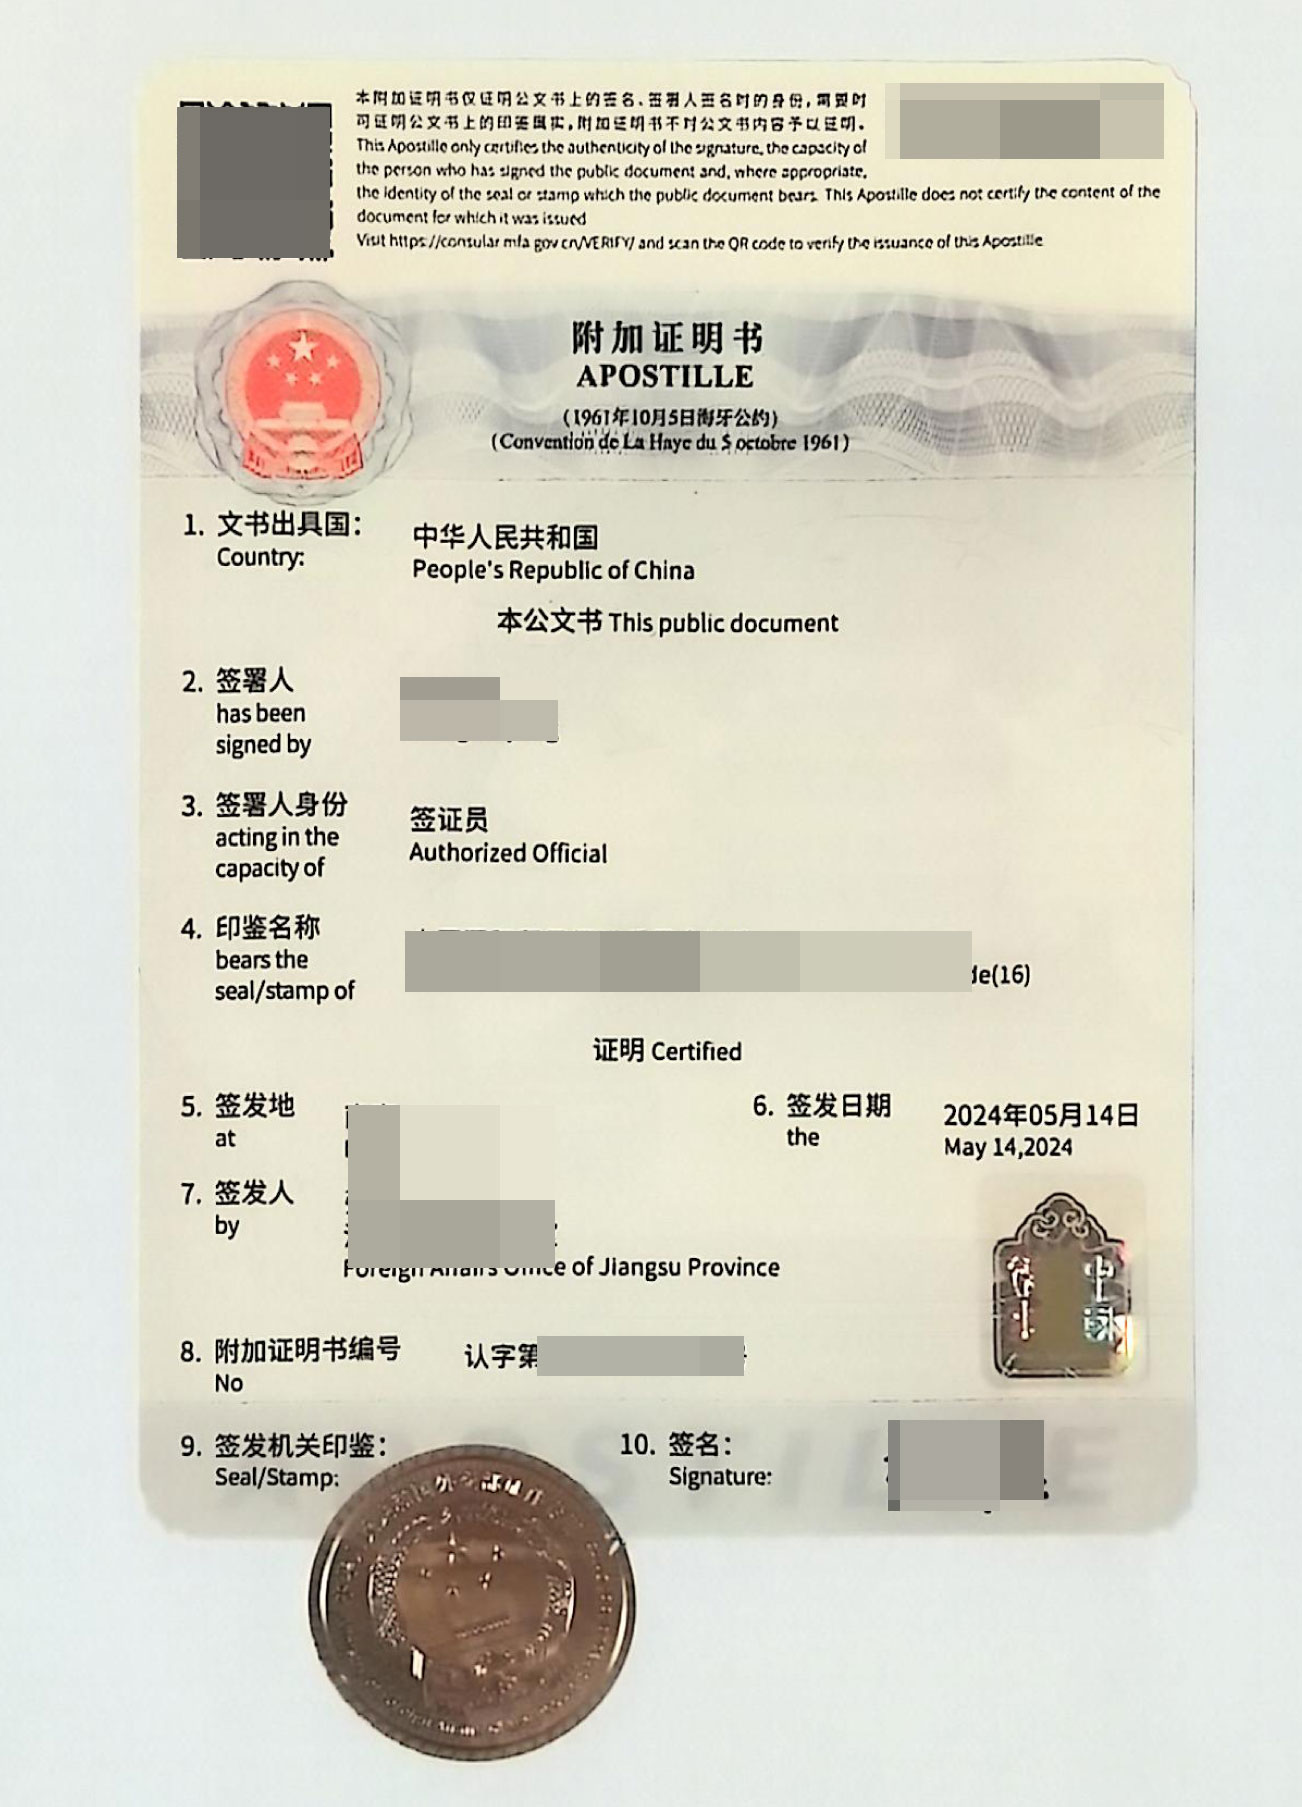 本附加证明书仅证明公文书上的签名、签署人签名时的身份，需要时
可证明公文书上的印鉴属实，附加证明书不对公文书内容予以证明。
This Apostille only certifies the authenticity of the signature, the capacity of
the person who has signed the public document and, where appropriate,
the identity of the seal or stamp which the public document bears. This Apostille does not certify the content of the
document for which it was issued
Visit https://consular.mfa.gov.cn/VERIFY/ and scan the QR code to verify the issuance of this Apostille
附加证明书
APOSTILLE
(1961年10月5日海牙公约)
(Convention de La Haye du 5 octobre 1961)
1. 文书出具国： 中华人民共和国
Country: People's Republic of China
本公文书 This public document
2. 签署人
has been
signed by
3. 签署人身份 签证员
acting in the Authorized Official
capacity of
4. 印鉴名称
bears the
seal/stamp of de(16)
证明 Certified
5. 签发地 6. 签发日期 2024年05月14日
at the May 14,2024
7. 签发人
by
Foreign Affairs Office of Jiangsu Province
8. 附加证明书编号 认字第
No
9. 签发机关印鉴： 10. 签名：
Seal/Stamp: Signature: